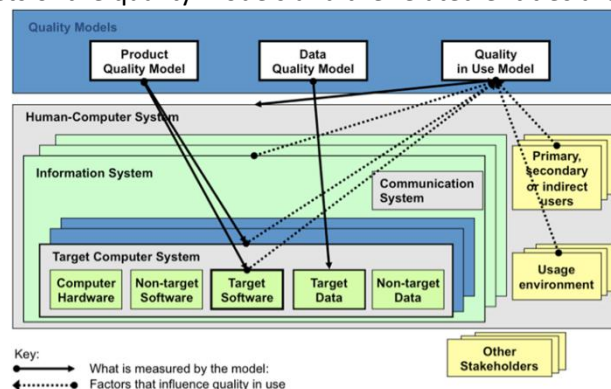 Quality Models
Product
Quality Model
Data
Quality Model
Quality
in Use Model
Human-Computer System
Information System
Communication
System
Primary,
secondary
or indirect
users
Target Computer System
Computer
Hardware
Non-target
Software
Target
Software
Target
Data
Non-target
Data
Usage
environment
Other
Stakeholders
Key:
What is measured by the model:
Factors that influence quality in use